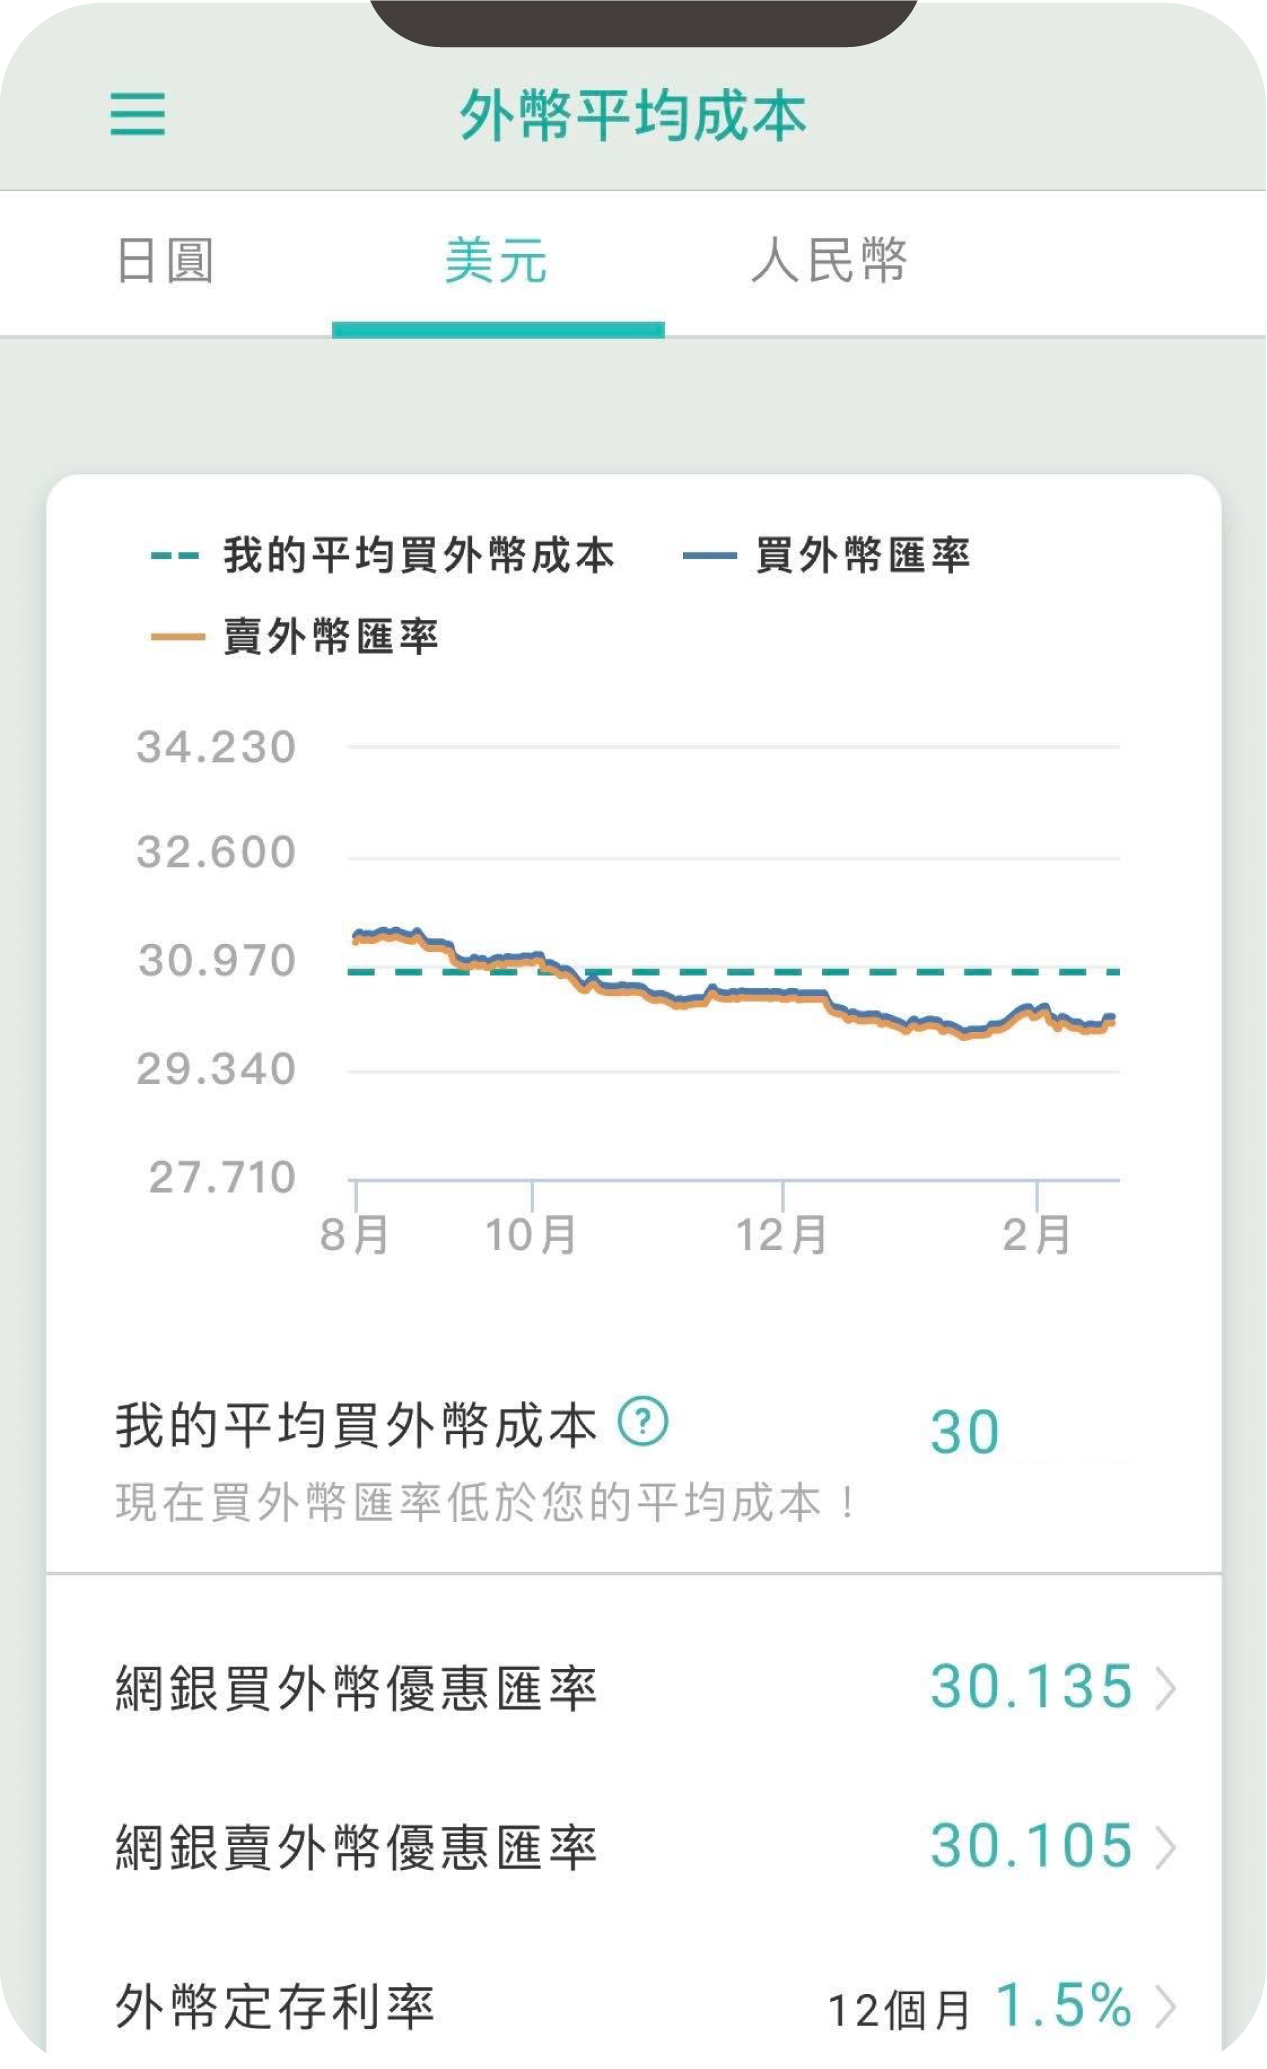 外幣平均成本
日圓 美元 人民幣
我的平均買外幣成本 買外幣匯率
賣外幣匯率
34.230
32.600
30.970
29.340
27.710
8月 10月 12月 2月
我的平均買外幣成本 ? 30
現在買外幣匯率低於您的平均成本！
網銀買外幣優惠匯率 30.135
網銀賣外幣優惠匯率 30.105
外幣定存利率 12個月 1.5%